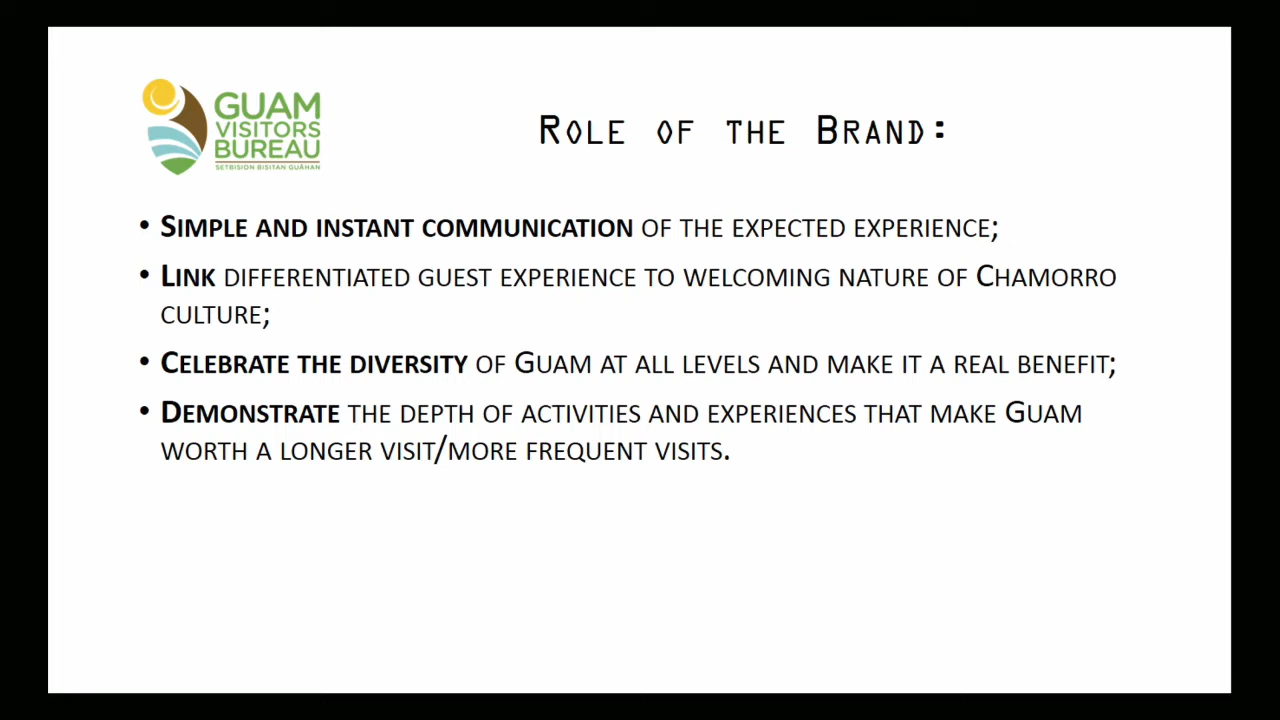 GUAM
VISITORS
BUREAU
SETBISION BISITAN GUÅHAN
Role of the Brand:
• Simple and instant communication of the expected experience;
• Link differentiated guest experience to welcoming nature of Chamorro
culture;
• Celebrate the diversity of Guam at all levels and make it a real benefit;
• Demonstrate the depth of activities and experiences that make Guam
worth a longer visit/more frequent visits.